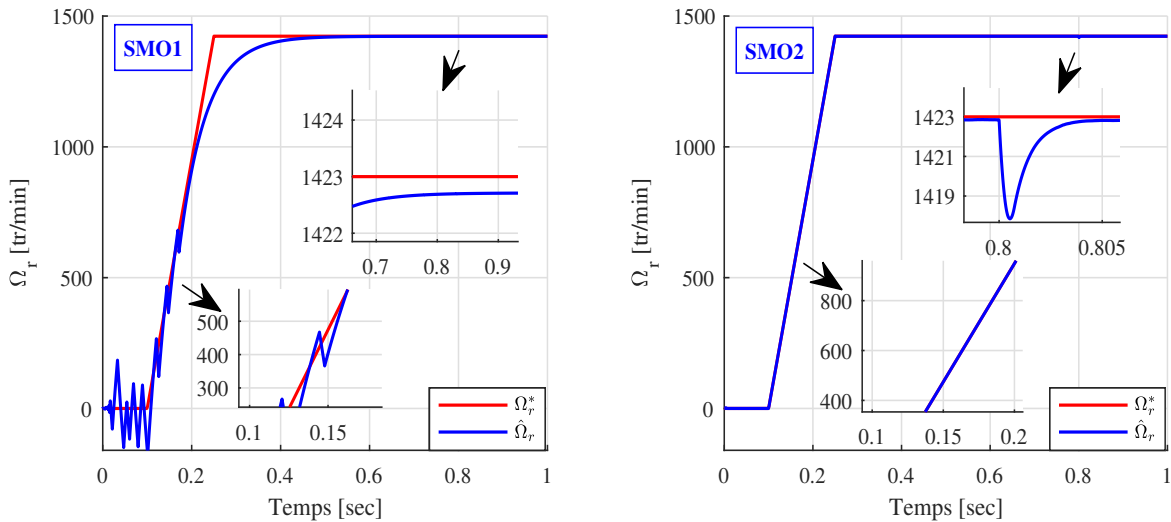 1500
SMO1
1424
1423
1422
0.7 0.8 0.9
1000
Ω_r [tr/min]
500
500
400
300
0.1 0.15
0
Ω*_r
Ω̂_r
0 0.2 0.4 0.6 0.8 1
Temps [sec]
1500
SMO2
1423
1421
1419
0.8 0.805
1000
Ω_r [tr/min]
500
800
600
400
0.1 0.15 0.2
0
Ω*_r
Ω̂_r
0 0.2 0.4 0.6 0.8 1
Temps [sec]